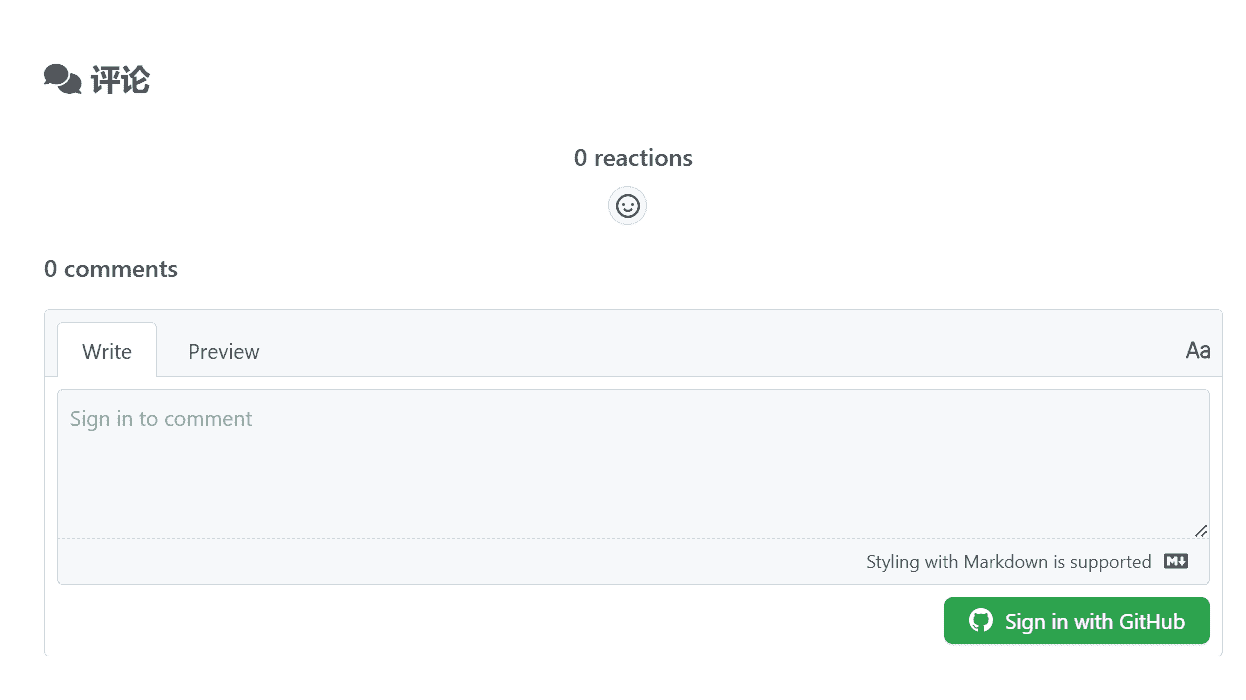 评论
0 reactions
0 comments
Write Preview Aa
Sign in to comment
Styling with Markdown is supported M↓
Sign in with GitHub